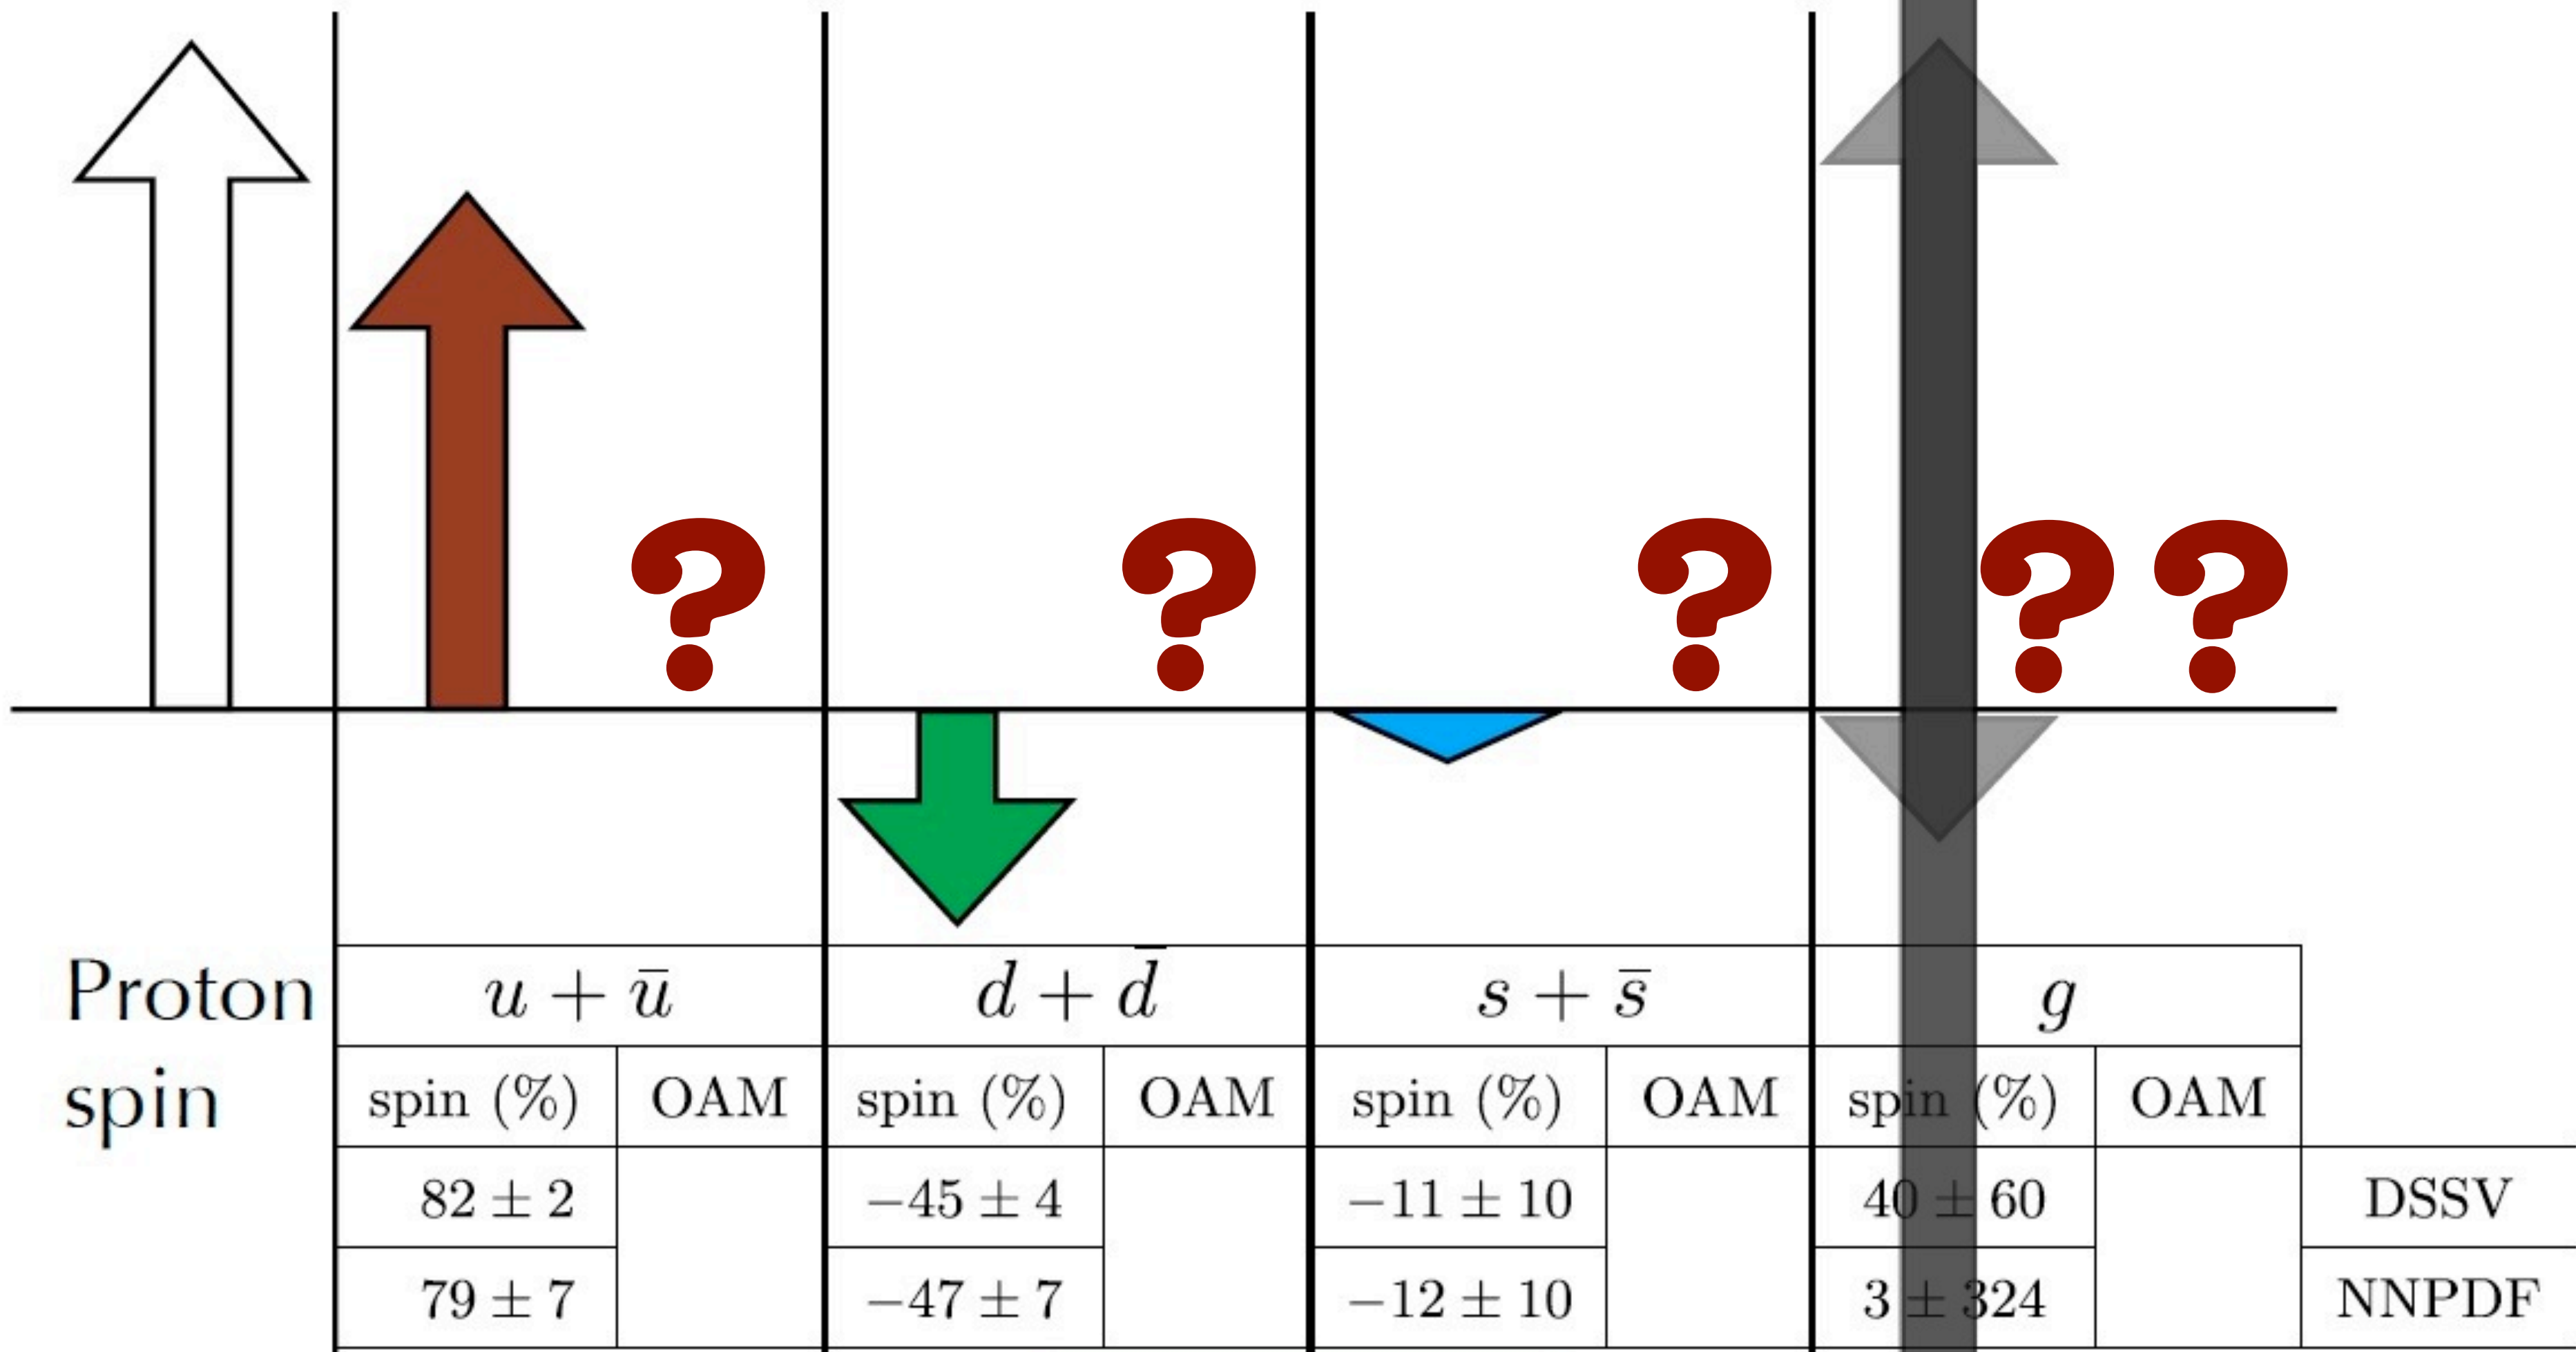 ? ? ? ? ?
Proton
spin
u + ū d + d̄ s + s̄ g
spin (%) OAM spin (%) OAM spin (%) OAM spin (%) OAM
82 ± 2 −45 ± 4 −11 ± 10 40 ± 60 DSSV
79 ± 7 −47 ± 7 −12 ± 10 3 ± 324 NNPDF